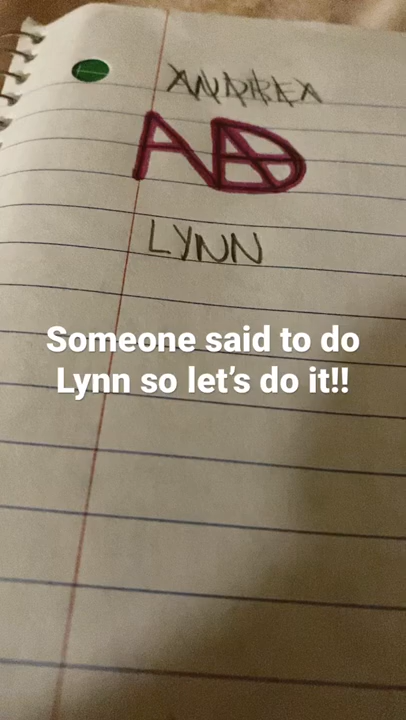 ANDREA
AD
LYNN
Someone said to do
Lynn so let's do it!!